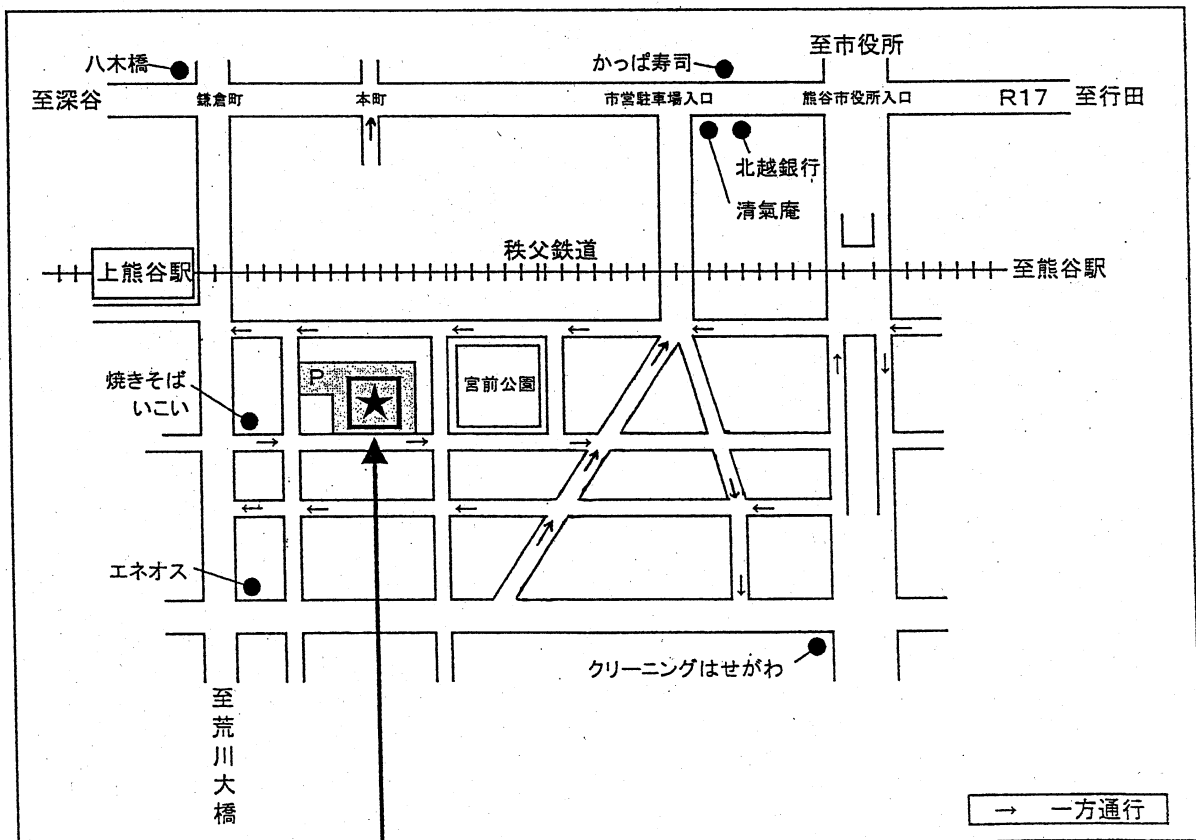 至市役所
八木橋
かっぱ寿司
至深谷
鎌倉町
本町
市営駐車場入口
熊谷市役所入口
R17
至行田
北越銀行
清氣庵
秩父鉄道
上熊谷駅
至熊谷駅
P
宮前公園
焼きそば
いこい
エネオス
クリーニングはせがわ
至荒川大橋
→ 一方通行